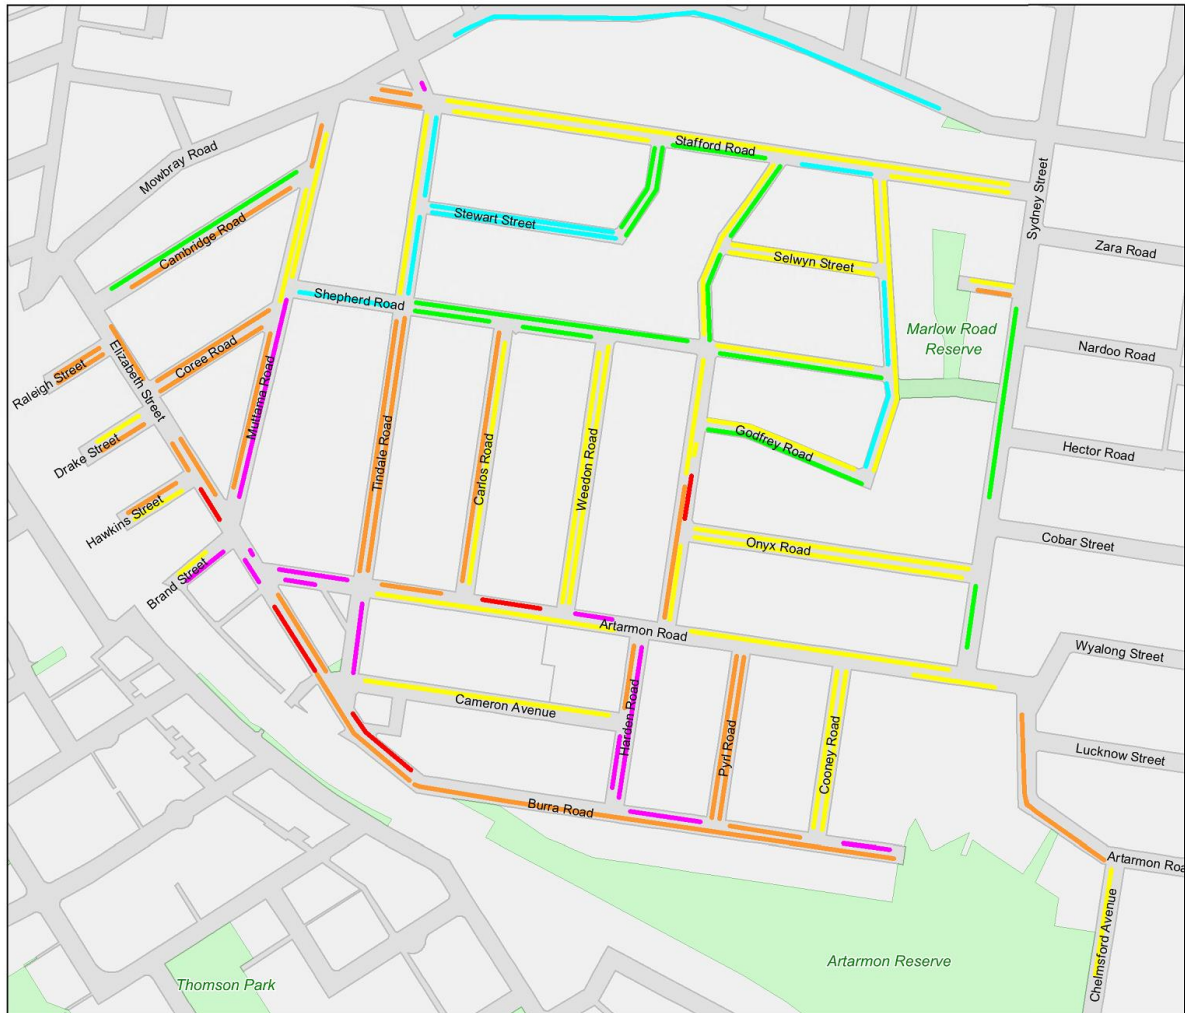 Stafford Road
Mowbray Road
Sydney Street
Stewart Street
Cambridge Road
Zara Road
Selwyn Street
Shepherd Road
Marlow Road
Reserve
Nardoo Road
Elizabeth Street
Coree Road
Raleigh Street
Muttama Road
Drake Street
Tindale Road
Carlos Road
Weedon Road
Godfrey Road
Hector Road
Hawkins Street
Onyx Road
Cobar Street
Brand Street
Artarmon Road
Wyalong Street
Cameron Avenue
Harden Road
Pyrl Road
Cooney Road
Lucknow Street
Burra Road
Artarmon Roa
Chelmsford Avenue
Artarmon Reserve
Thomson Park